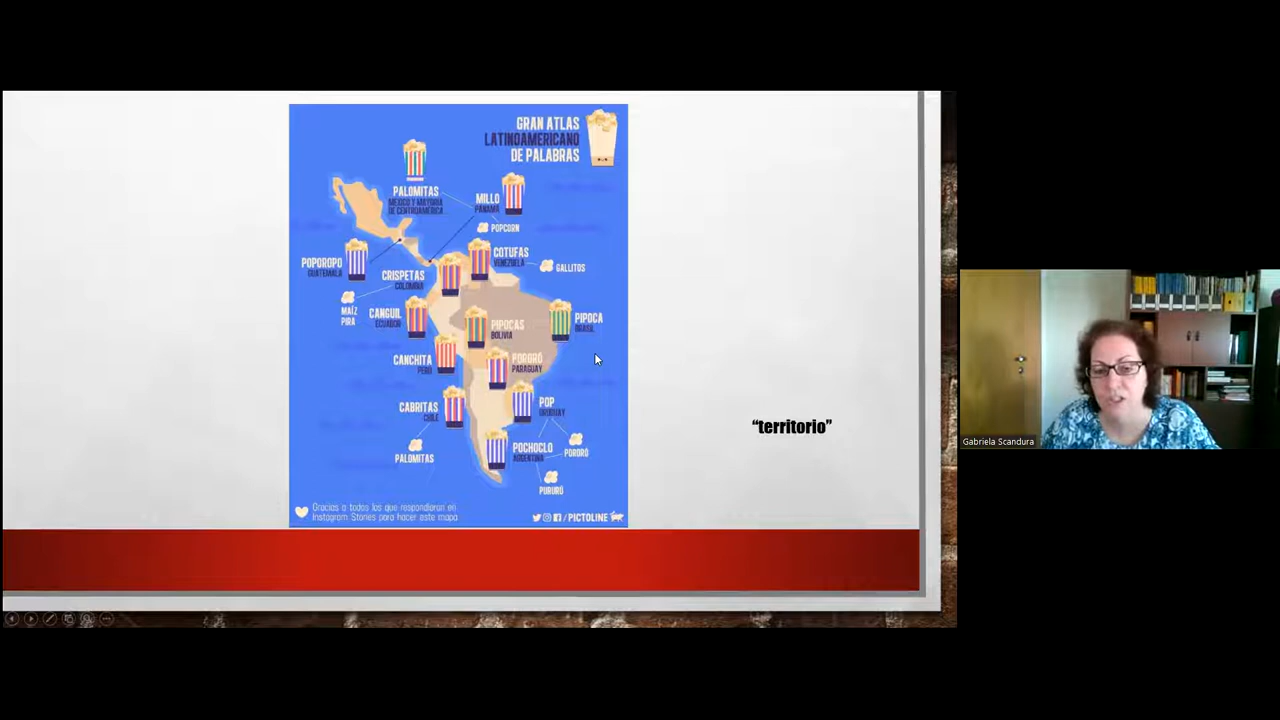 GRAN ATLAS
LATINOAMERICANO
DE PALABRAS
PALOMITAS
MÉXICO Y MAYORÍA
DE CENTROAMÉRICA
MILLO
PANAMÁ
POPCORN
POPOROPO
GUATEMALA
CRISPETAS
COLOMBIA
COTUFAS
VENEZUELA
GALLITOS
MAÍZ
PIRA
CANGUIL
ECUADOR
PIPOCAS
BOLIVIA
PIPOCA
BRASIL
CANCHITA
PERÚ
PORORÓ
PARAGUAY
CABRITAS
CHILE
PALOMITAS
POP
URUGUAY
POCHOCLO
ARGENTINA
PORORÓ
PURURÓ
Gracias a todos los que respondieron en
Instagram Stories para hacer este mapa
/PICTOLINE
“territorio”
Gabriela Scandura